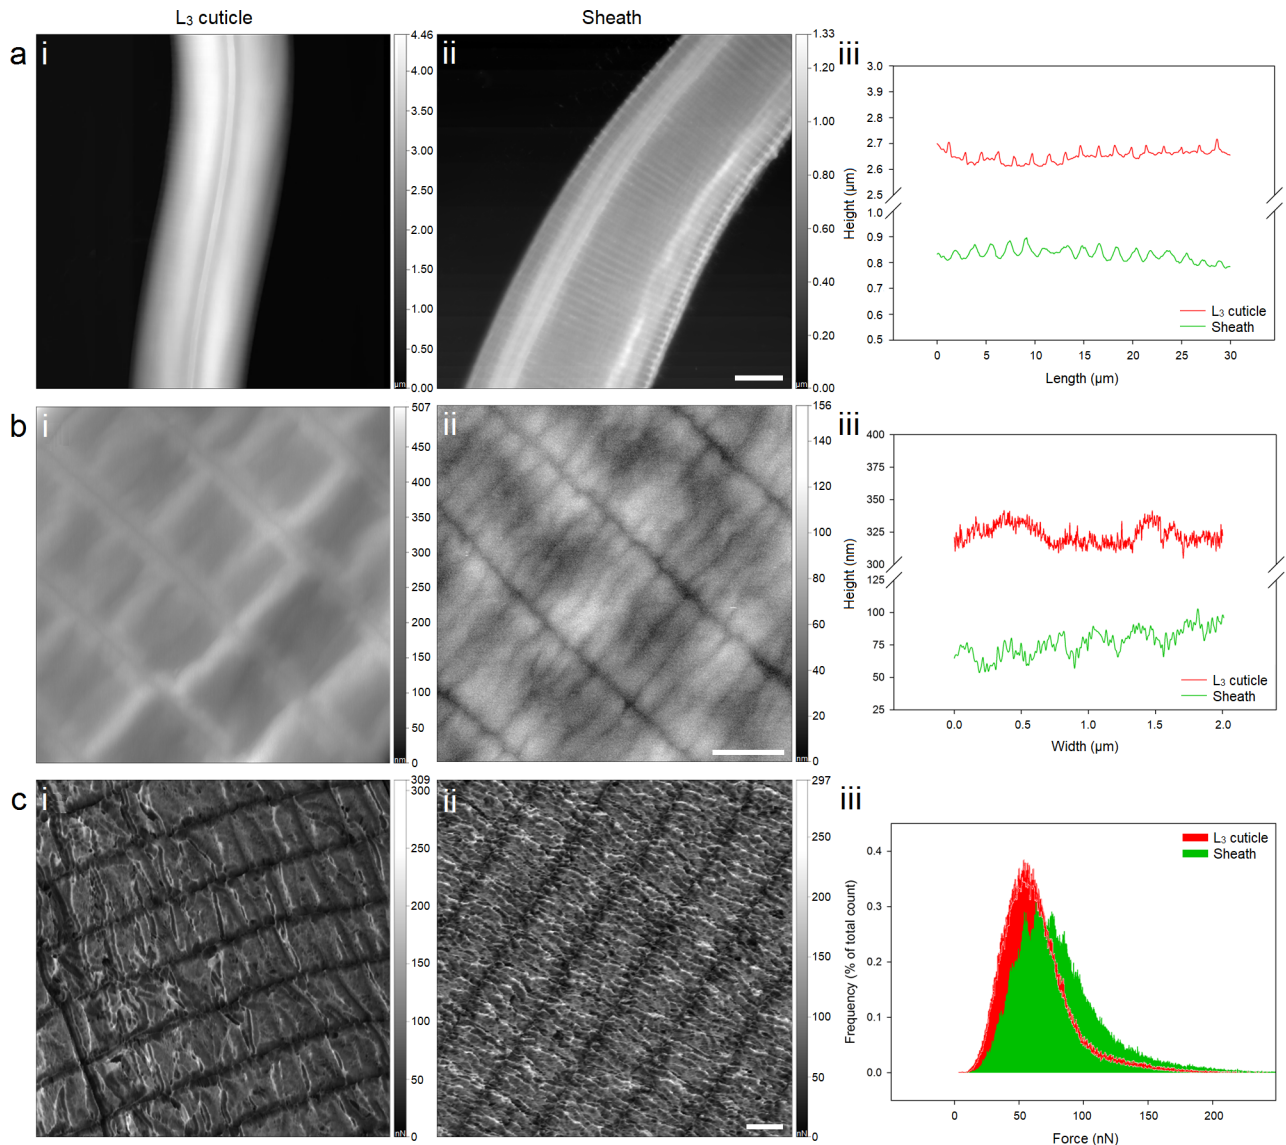 L₃ cuticle
Sheath
a
i
4.46
4.00
3.50
3.00
2.50
2.00
1.50
1.00
0.50
0.00
µm
ii
1.33
1.20
1.00
0.80
0.60
0.40
0.20
0.00
µm
iii
3.0
2.9
2.8
2.7
2.6
2.5
1.0
0.9
0.8
0.7
0.6
0.5
Height (µm)
L₃ cuticle
Sheath
0 5 10 15 20 25 30
Length (µm)
b
i
507
450
400
350
300
250
200
150
100
50
0
nm
ii
156
140
120
100
80
60
40
20
0
nm
iii
400
375
350
325
300
125
100
75
50
25
Height (nm)
L₃ cuticle
Sheath
0.0 0.5 1.0 1.5 2.0
Width (µm)
c
i
309
300
250
200
150
100
50
0
nN
ii
297
250
200
150
100
50
0
nN
iii
0.4
0.3
0.2
0.1
0.0
Frequency (% of total count)
L₃ cuticle
Sheath
0 50 100 150 200
Force (nN)